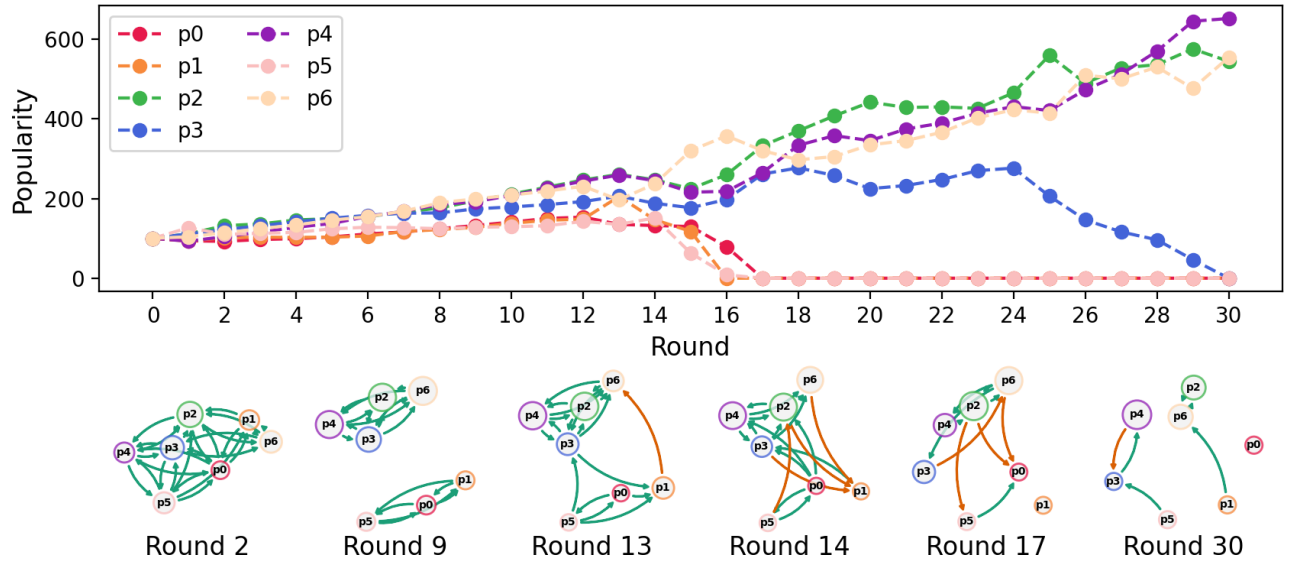 600
400
200
0
Popularity
p0
p1
p2
p3
p4
p5
p6
0 2 4 6 8 10 12 14 16 18 20 22 24 26 28 30
Round
p2 p1 p6 p4 p3 p0 p5
p6 p2 p4 p3 p1 p0 p5
p6 p2 p4 p3 p1 p0 p5
p6 p2 p4 p3 p0 p1 p5
p6 p2 p4 p3 p0 p1 p5
p2 p4 p6 p0 p3 p1 p5
Round 2
Round 9
Round 13
Round 14
Round 17
Round 30